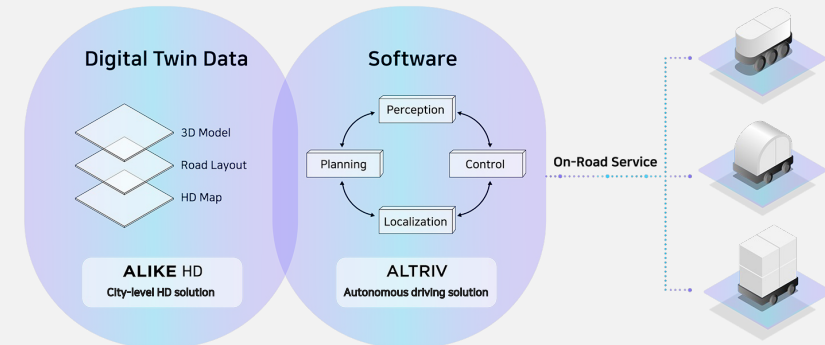 Digital Twin Data
3D Model
Road Layout
HD Map
ALIKE HD
City-level HD solution
Software
Perception
Planning
Control
Localization
ALTRIV
Autonomous driving solution
On-Road Service